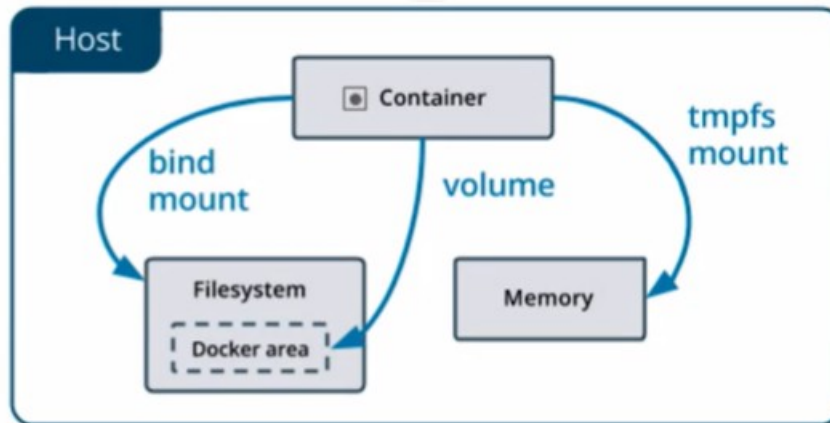 Host
Container
bind
mount
volume
tmpfs
mount
Filesystem
Docker area
Memory